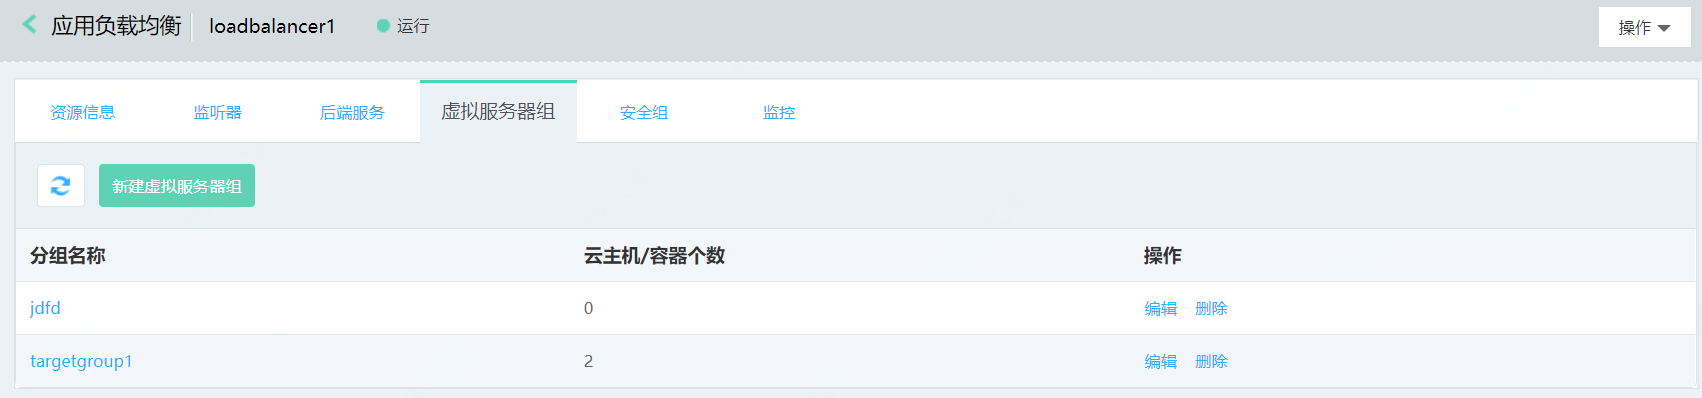 应用负载均衡 loadbalancer1 运行 操作
资源信息 监听器 后端服务 虚拟服务器组 安全组 监控
新建虚拟服务器组
分组名称 云主机/容器个数 操作
jdfd 0 编辑 删除
targetgroup1 2 编辑 删除